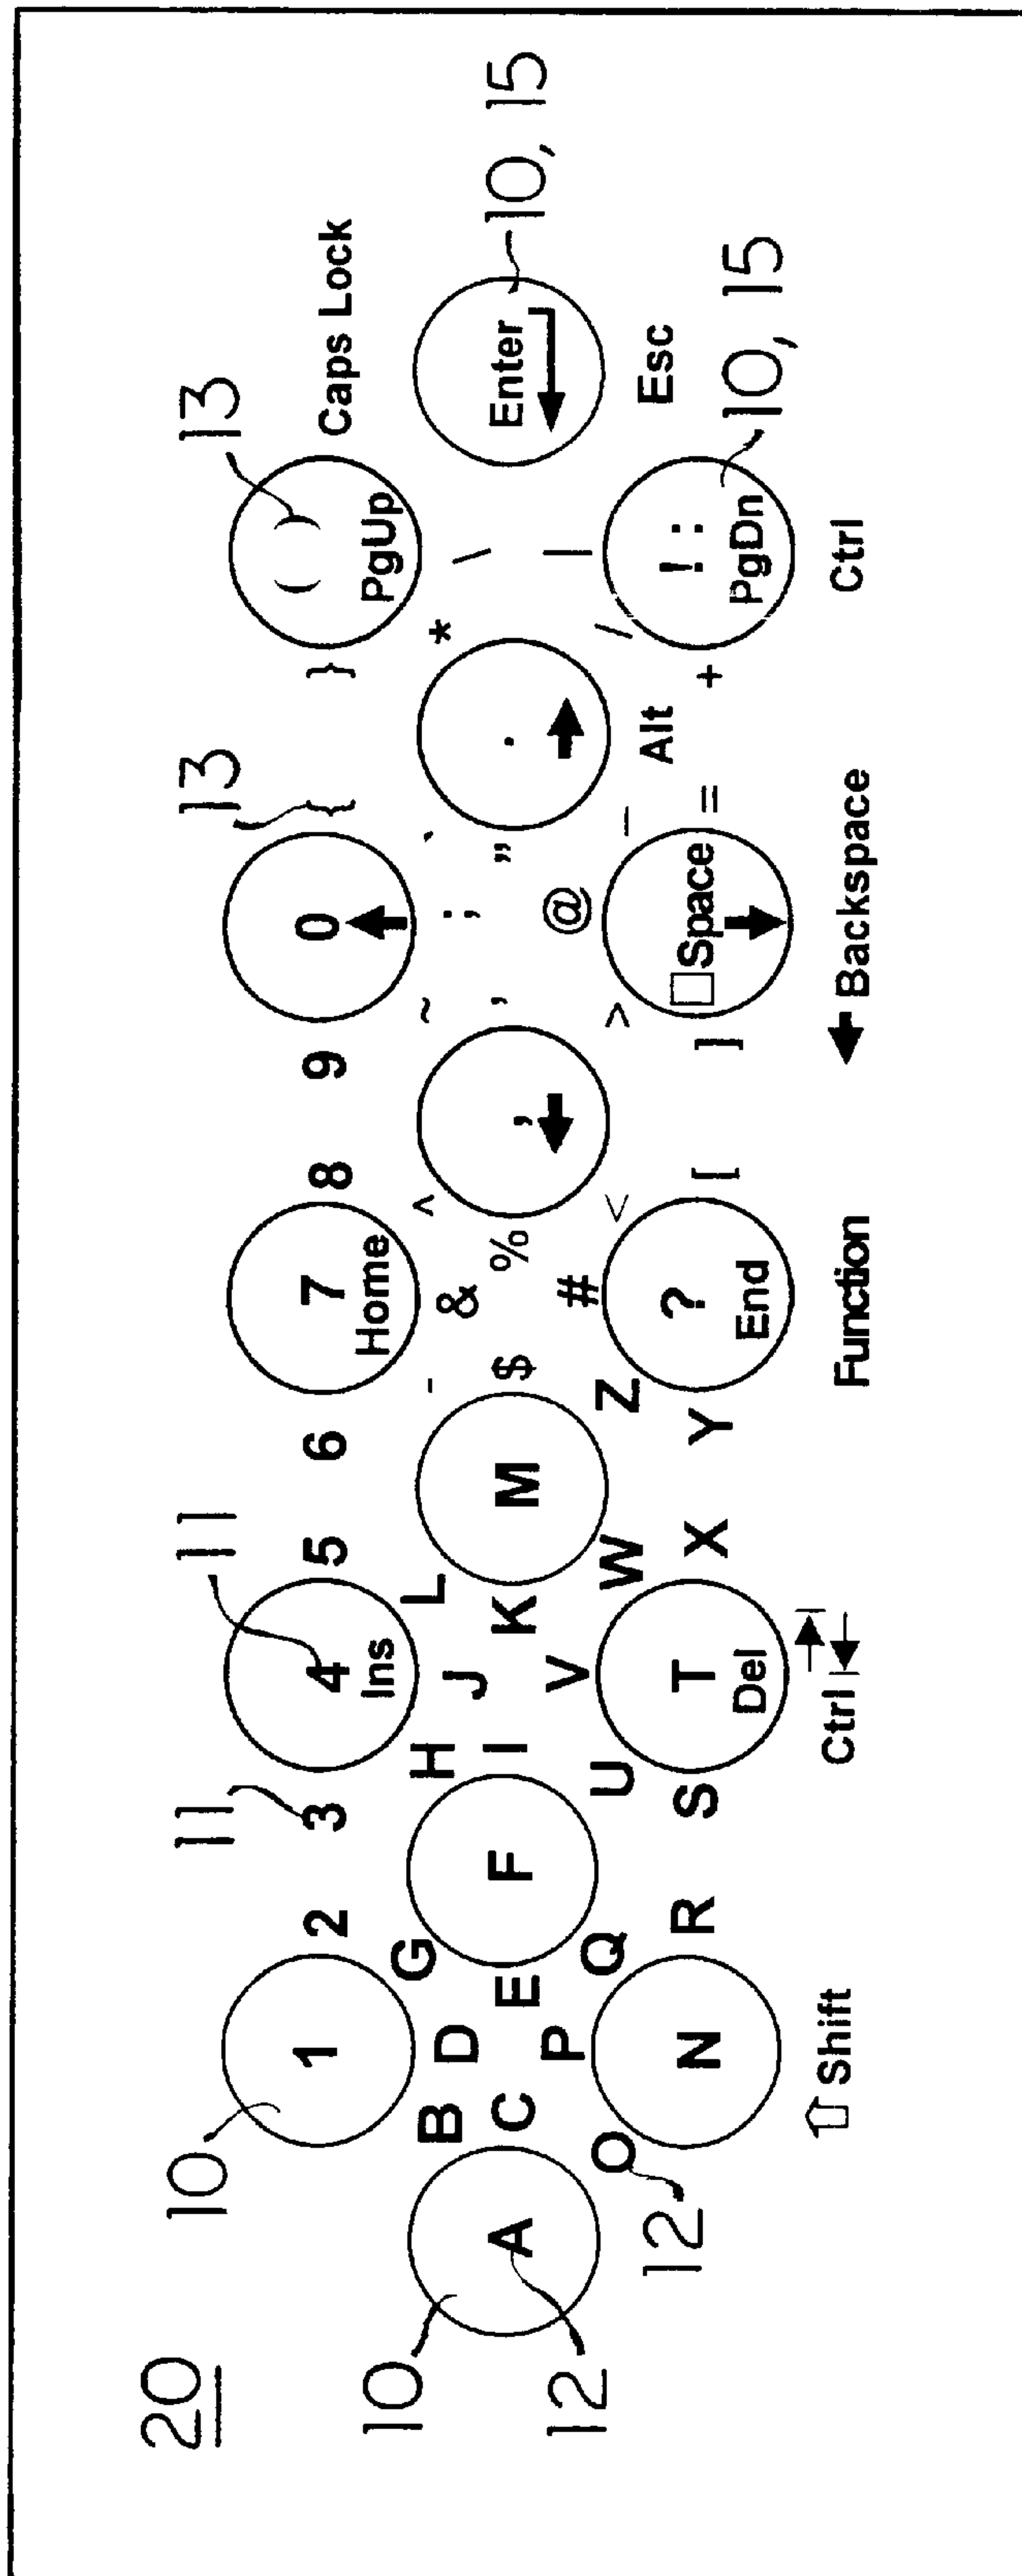 20 10 11 11 13 13
1 2 3 4 5 6 7 8 9 0 { } ( ) Caps Lock
Ins Home ↑ PgUp
10 B G H L - ^ ~ ` *
D J & ; \
A C E F I K M $ % , ' " . Enter 10, 15
← → ↵
12 P V # @ |
O Q U W Z < > _ Alt / Esc
12 N R S T X Y ? [ ] Space = + ! : 10, 15
Del End ↓ PgDn
⇧ Shift Ctrl ⇥ ⇤ Function ← Backspace Ctrl